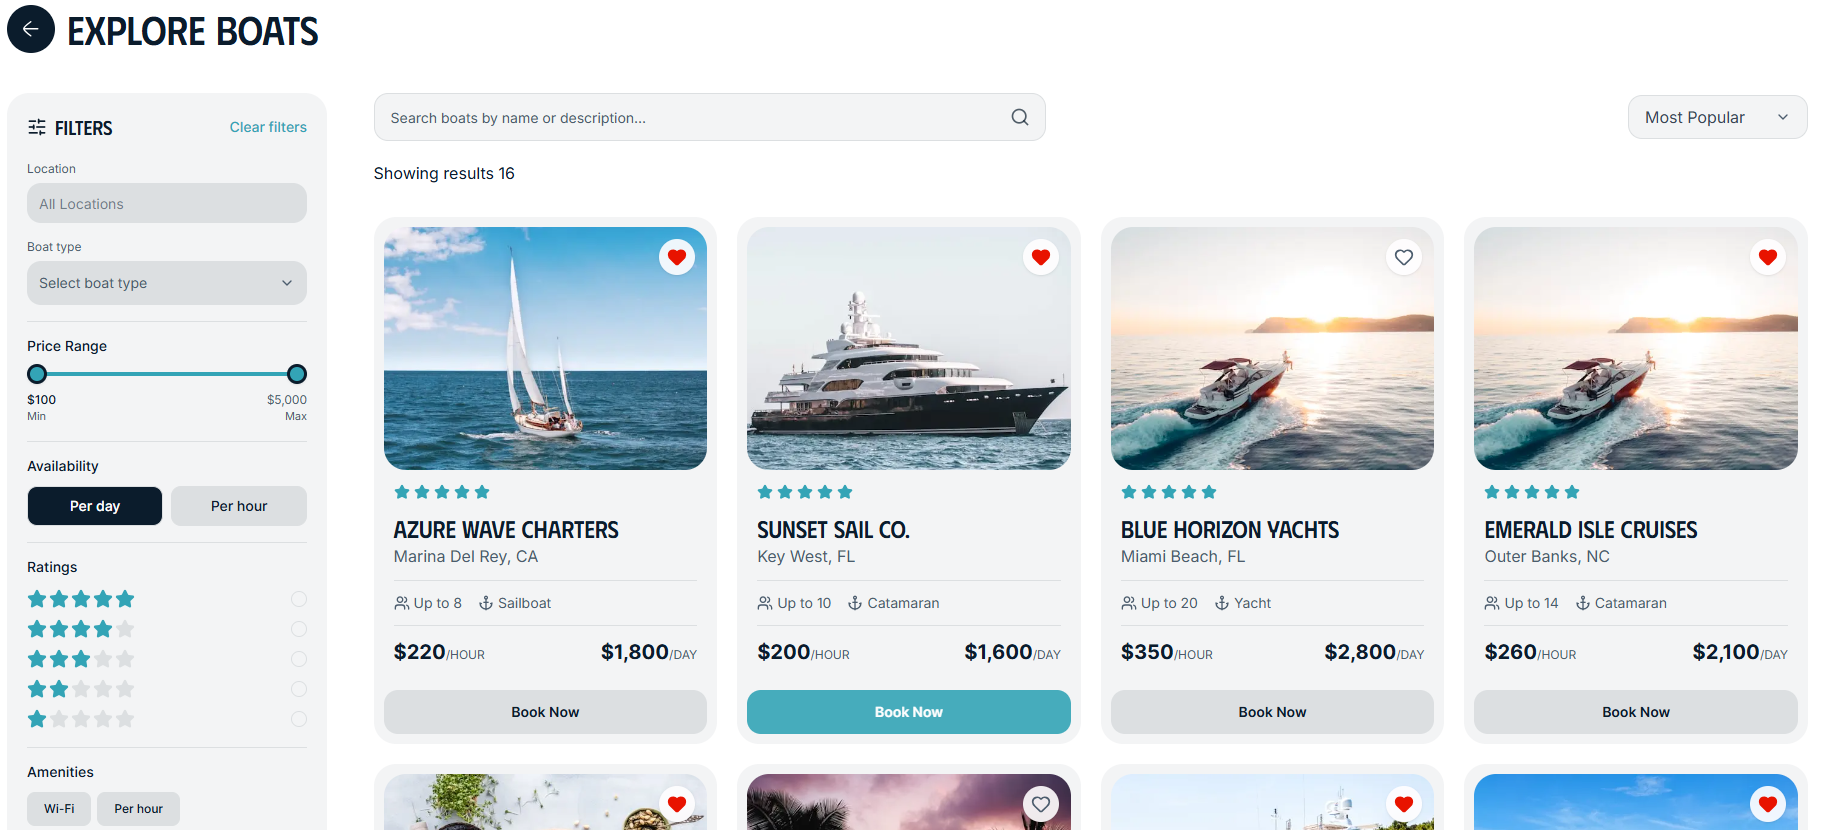 EXPLORE BOATS
FILTERS
Clear filters
Location
All Locations
Boat type
Select boat type
Price Range
$100
$5,000
Min
Max
Availability
Per day
Per hour
Ratings
Amenities
Wi-Fi
Per hour
Search boats by name or description...
Most Popular
Showing results 16
AZURE WAVE CHARTERS
Marina Del Rey, CA
Up to 8
Sailboat
$220/HOUR
$1,800/DAY
Book Now
SUNSET SAIL CO.
Key West, FL
Up to 10
Catamaran
$200/HOUR
$1,600/DAY
Book Now
BLUE HORIZON YACHTS
Miami Beach, FL
Up to 20
Yacht
$350/HOUR
$2,800/DAY
Book Now
EMERALD ISLE CRUISES
Outer Banks, NC
Up to 14
Catamaran
$260/HOUR
$2,100/DAY
Book Now